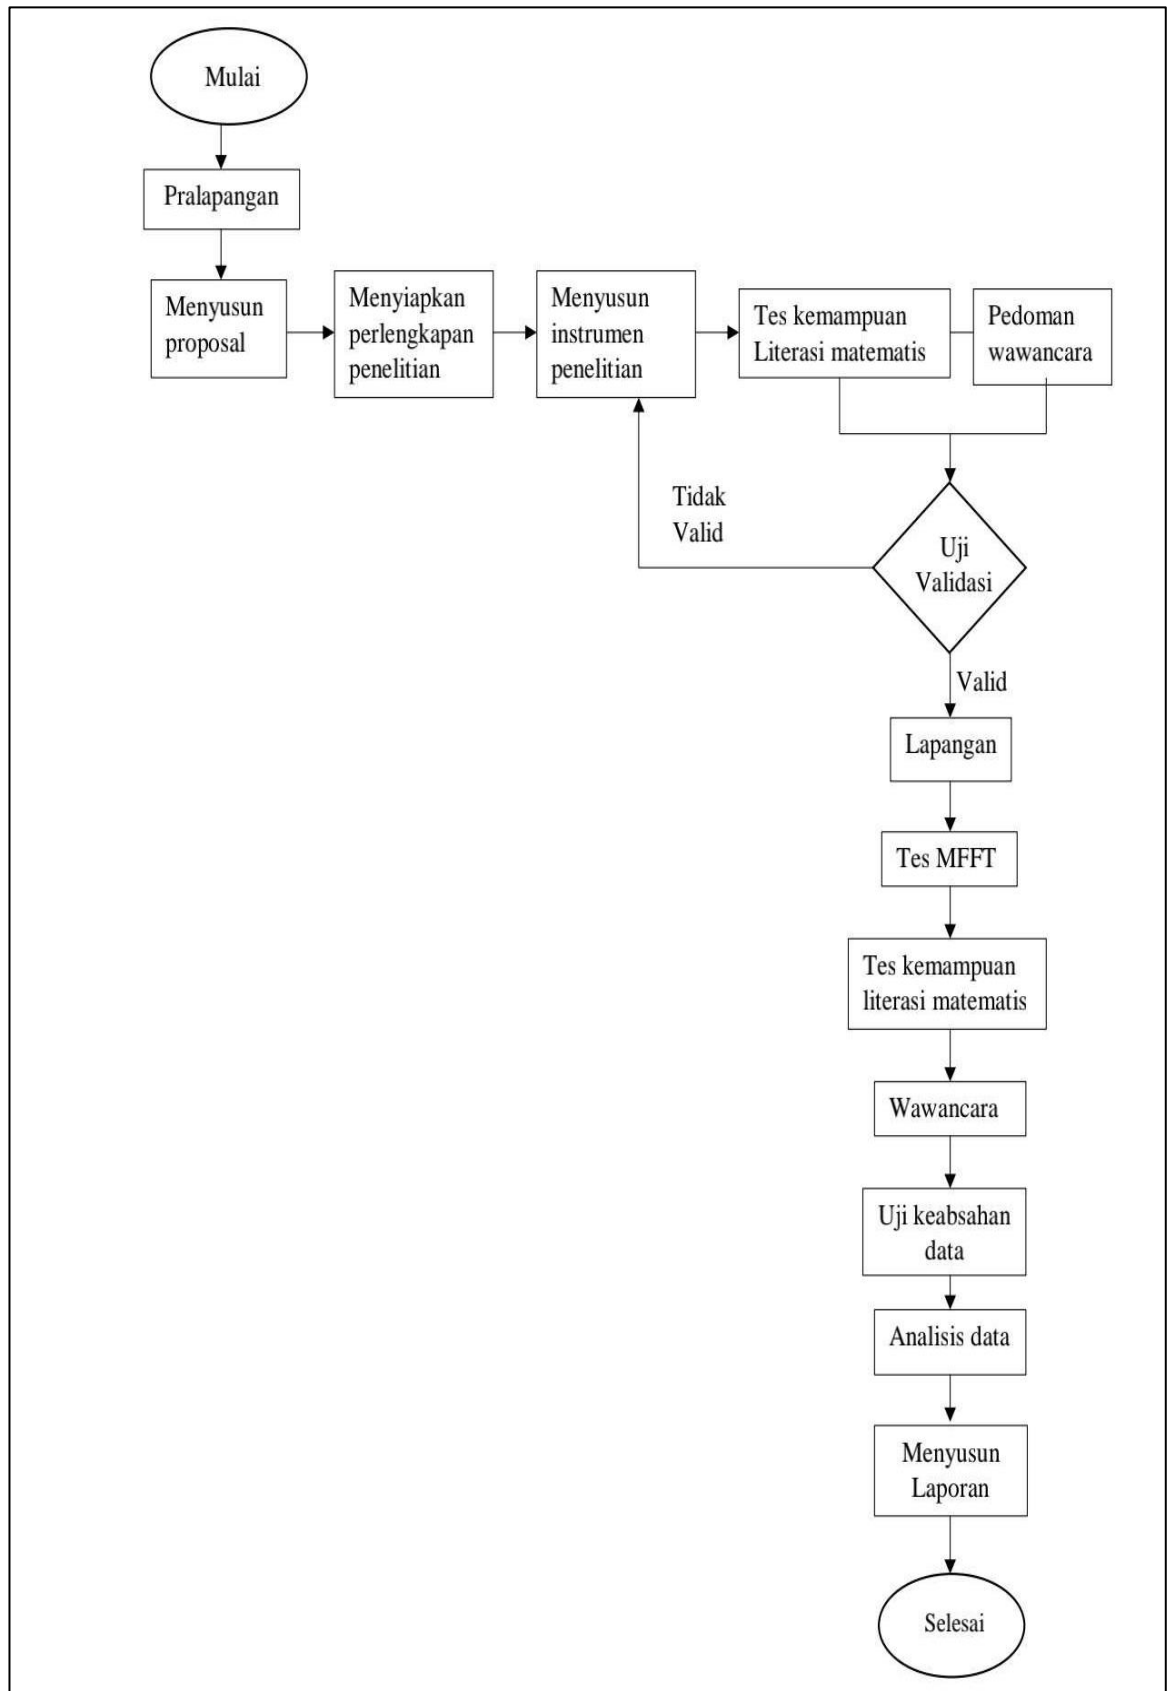 Mulai
Pralapangan
Menyusun
proposal
Menyiapkan
perlengkapan
penelitian
Menyusun
instrumen
penelitian
Tes kemampuan
Literasi matematis
Pedoman
wawancara
Tidak
Valid
Uji
Validasi
Valid
Lapangan
Tes MFFT
Tes kemampuan
literasi matematis
Wawancara
Uji keabsahan
data
Analisis data
Menyusun
Laporan
Selesai